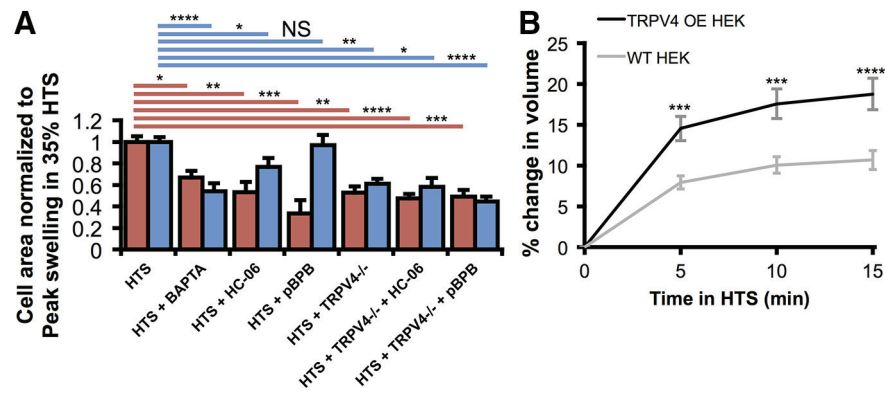 A
****
*
NS
**
*
****
*
**
***
**
****
***
Cell area normalized to
Peak swelling in 35% HTS
1.2
1
0.8
0.6
0.4
0.2
0
HTS
HTS + BAPTA
HTS + HC-06
HTS + pBPB
HTS + TRPV4-/-
HTS + TRPV4-/- + HC-06
HTS + TRPV4-/- + pBPB
B
TRPV4 OE HEK
WT HEK
% change in volume
25
20
15
10
5
0
***
***
****
0 5 10 15
Time in HTS (min)